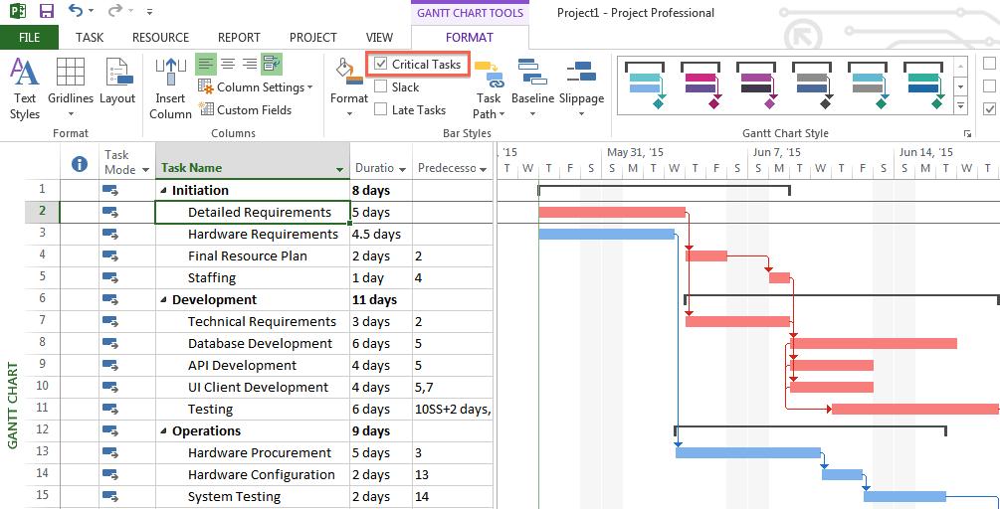 GANTT CHART TOOLS Project1 - Project Professional
FILE TASK RESOURCE REPORT PROJECT VIEW FORMAT
Text Styles
Gridlines
Layout
Format
Insert Column
Column Settings
Custom Fields
Columns
Format
Critical Tasks
Slack
Late Tasks
Task Path
Baseline
Slippage
Bar Styles
Gantt Chart Style
Task Mode Task Name Duratio Predecesso
, '15 May 31, '15 Jun 7, '15 Jun 14, '15
T W T F S S M T W T F S S M T W T F S S M T W T
1 Initiation 8 days
2 Detailed Requirements 5 days
3 Hardware Requirements 4.5 days
4 Final Resource Plan 2 days 2
5 Staffing 1 day 4
6 Development 11 days
7 Technical Requirements 3 days 2
8 Database Development 6 days 5
9 API Development 4 days 5
10 UI Client Development 4 days 5,7
11 Testing 6 days 10SS+2 days,
12 Operations 9 days
13 Hardware Procurement 5 days 3
14 Hardware Configuration 2 days 13
15 System Testing 2 days 14
GANTT CHART